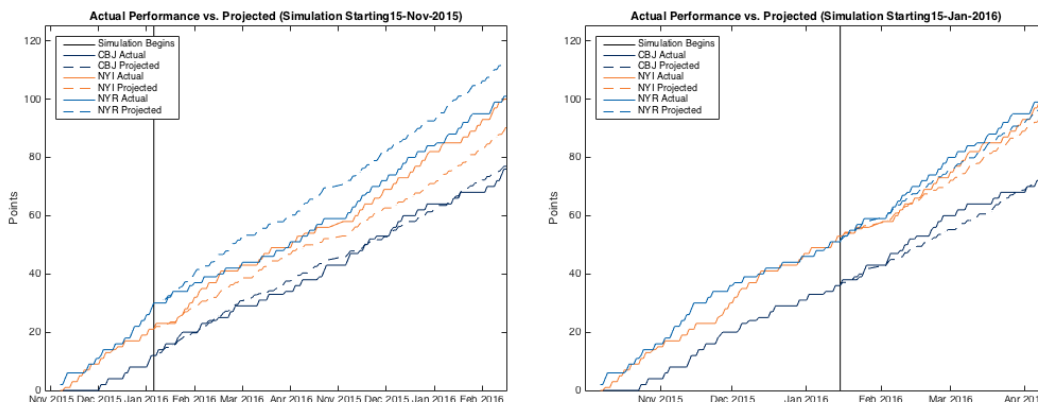 Actual Performance vs. Projected (Simulation Starting15-Nov-2015)
120
100
80
60
40
20
0
Points
Simulation Begins
CBJ Actual
CBJ Projected
NYI Actual
NYI Projected
NYR Actual
NYR Projected
Nov 2015 Dec 2015 Jan 2016 Feb 2016 Mar 2016 Apr 2016 Nov 2015 Dec 2015 Jan 2016 Feb 2016
Actual Performance vs. Projected (Simulation Starting15-Jan-2016)
120
100
80
60
40
20
0
Points
Simulation Begins
CBJ Actual
CBJ Projected
NYI Actual
NYI Projected
NYR Actual
NYR Projected
Nov 2015 Dec 2015 Jan 2016 Feb 2016 Mar 2016 Apr 2016